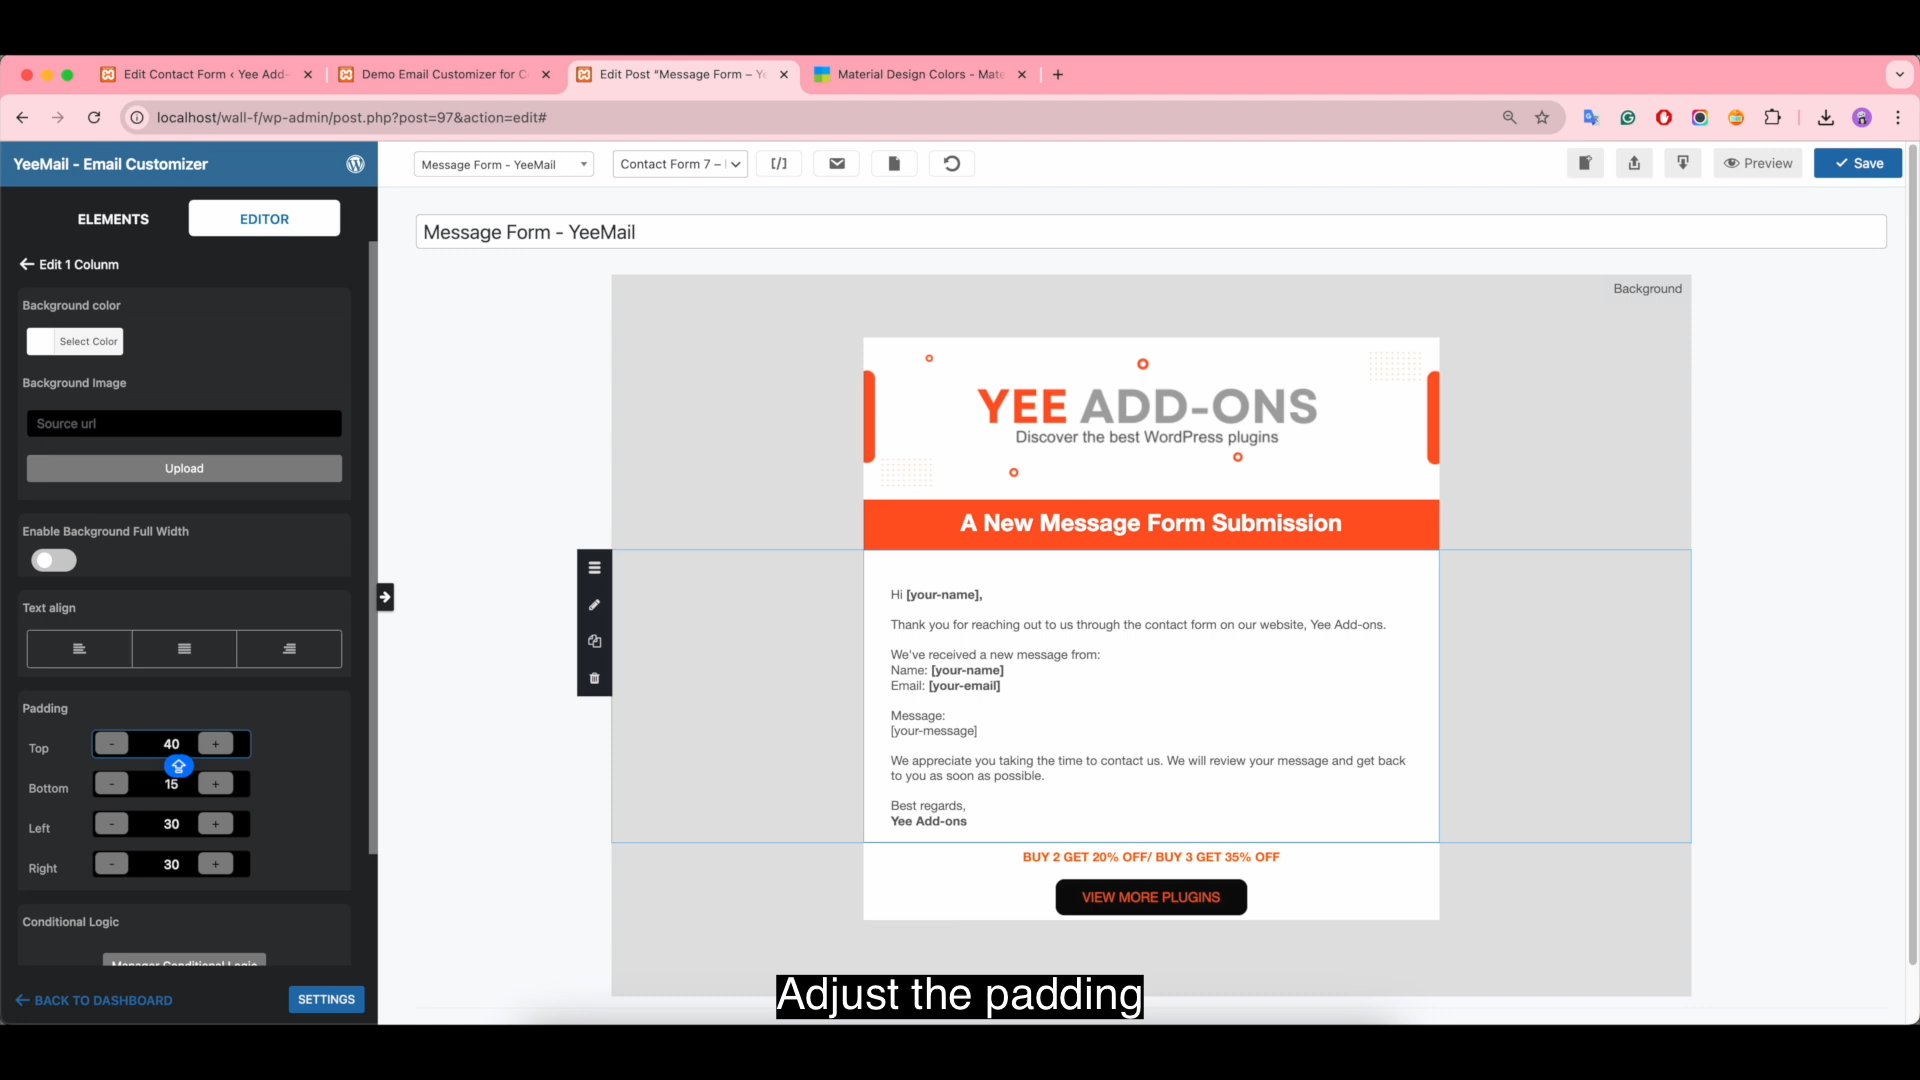 Edit Contact Form ‹ Yee Add-
Demo Email Customizer for C
Edit Post “Message Form – Ye
Material Design Colors - Mate
localhost/wall-f/wp-admin/post.php?post=97&action=edit#
YeeMail - Email Customizer
Message Form - YeeMail
Contact Form 7 –
[/]
Preview
Save
ELEMENTS
EDITOR
Message Form - YeeMail
Edit 1 Colunm
Background color
Select Color
Background Image
Source url
Upload
Enable Background Full Width
Text align
Padding
Top
- 40 +
Bottom
- 15 +
Left
- 30 +
Right
- 30 +
Conditional Logic
Manager Conditional Logic
BACK TO DASHBOARD
SETTINGS
Background
YEE ADD-ONS
Discover the best WordPress plugins
A New Message Form Submission
Hi [your-name],
Thank you for reaching out to us through the contact form on our website, Yee Add-ons.
We've received a new message from:
Name: [your-name]
Email: [your-email]
Message:
[your-message]
We appreciate you taking the time to contact us. We will review your message and get back
to you as soon as possible.
Best regards,
Yee Add-ons
BUY 2 GET 20% OFF/ BUY 3 GET 35% OFF
VIEW MORE PLUGINS
Adjust the padding